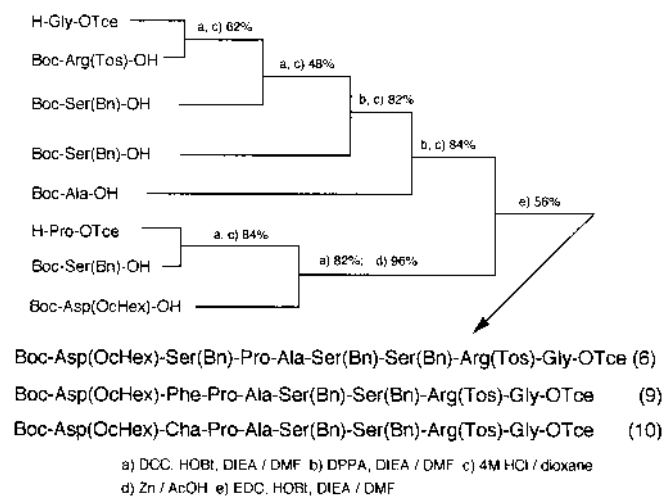 H-Gly-OTce
a, c) 62%
Boc-Arg(Tos)-OH
a, c) 48%
Boc-Ser(Bn)-OH
b, c) 82%
Boc-Ser(Bn)-OH
b, c) 84%
Boc-Ala-OH
e) 56%
H-Pro-OTce
a, c) 84%
Boc-Ser(Bn)-OH
a) 82%; d) 96%
Boc-Asp(OcHex)-OH
Boc-Asp(OcHex)-Ser(Bn)-Pro-Ala-Ser(Bn)-Ser(Bn)-Arg(Tos)-Gly-OTce (6)
Boc-Asp(OcHex)-Phe-Pro-Ala-Ser(Bn)-Ser(Bn)-Arg(Tos)-Gly-OTce (9)
Boc-Asp(OcHex)-Cha-Pro-Ala-Ser(Bn)-Ser(Bn)-Arg(Tos)-Gly-OTce (10)
a) DCC, HOBt, DIEA / DMF b) DPPA, DIEA / DMF c) 4M HCl / dioxane
d) Zn / AcOH e) EDC, HOBt, DIEA / DMF